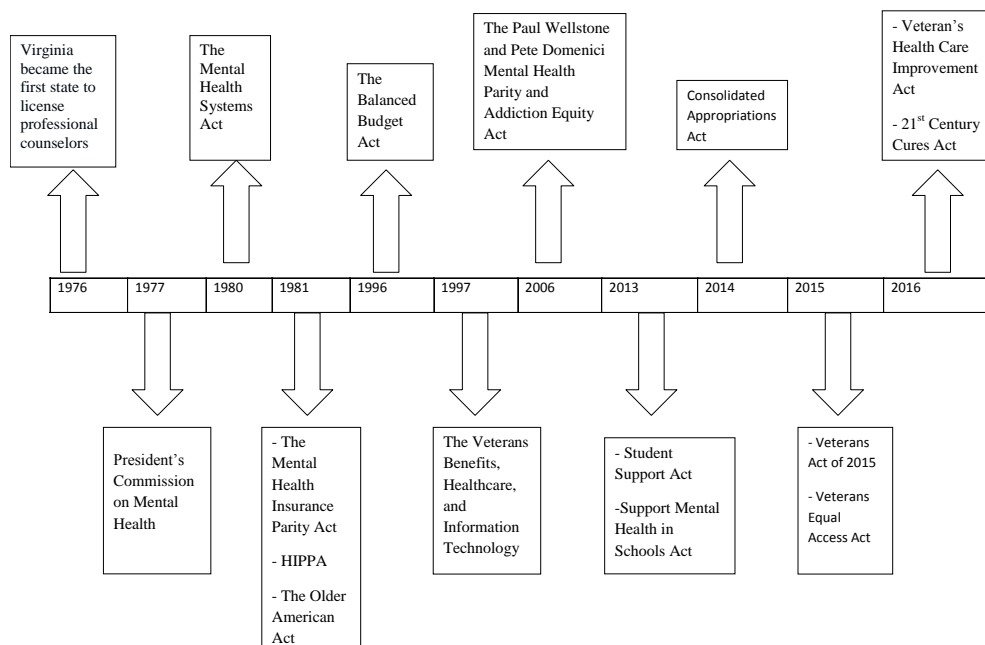 Virginia
became the
first state to
license
professional
counselors
The
Mental
Health
Systems
Act
The
Balanced
Budget
Act
The Paul Wellstone
and Pete Domenici
Mental Health
Parity and
Addiction Equity
Act
Consolidated
Appropriations
Act
- Veteran’s
Health Care
Improvement
Act
- 21st Century
Cures Act
1976 1977 1980 1981 1996 1997 2006 2013 2014 2015 2016
President’s
Commission
on Mental
Health
- The
Mental
Health
Insurance
Parity Act
- HIPPA
- The Older
American
Act
The Veterans
Benefits,
Healthcare,
and
Information
Technology
- Student
Support Act
-Support Mental
Health in
Schools Act
- Veterans
Act of 2015
- Veterans
Equal
Access Act